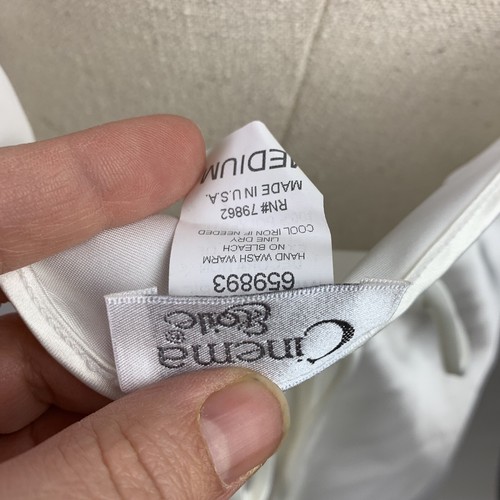 Cinema
Etoile®
659893
HAND WASH WARM
NO BLEACH
LINE DRY
COOL IRON IF NEEDED
RN# 79862
MADE IN U.S.A.
MEDIUM